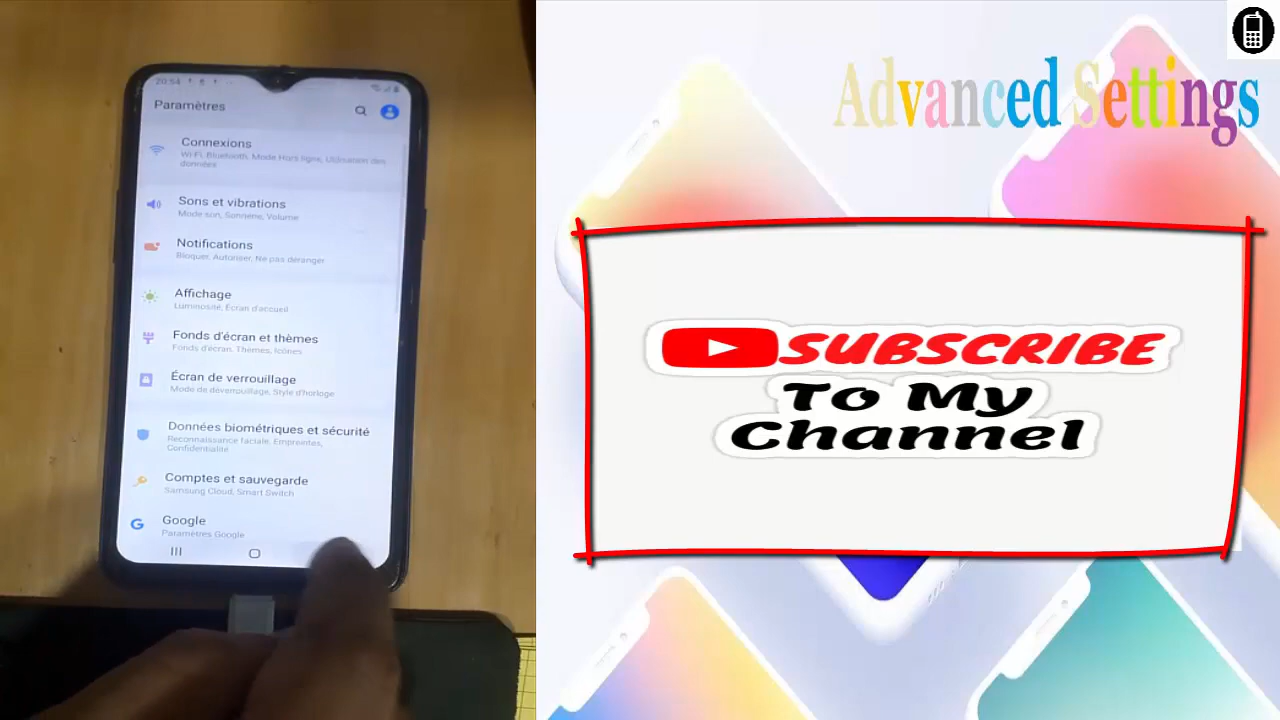 20:54
Paramètres
Connexions
Wi-Fi, Bluetooth, Mode Hors ligne, Utilisation des
données
Sons et vibrations
Mode son, Sonnerie, Volume
Notifications
Bloquer, Autoriser, Ne pas déranger
Affichage
Luminosité, Écran d'accueil
Fonds d'écran et thèmes
Fonds d'écran, Thèmes, Icônes
Écran de verrouillage
Mode de déverrouillage, Style d'horloge
Données biométriques et sécurité
Reconnaissance faciale, Empreintes,
Confidentialité
Comptes et sauvegarde
Samsung Cloud, Smart Switch
Google
Paramètres Google
Advanced Settings
SUBSCRIBE
To My
Channel